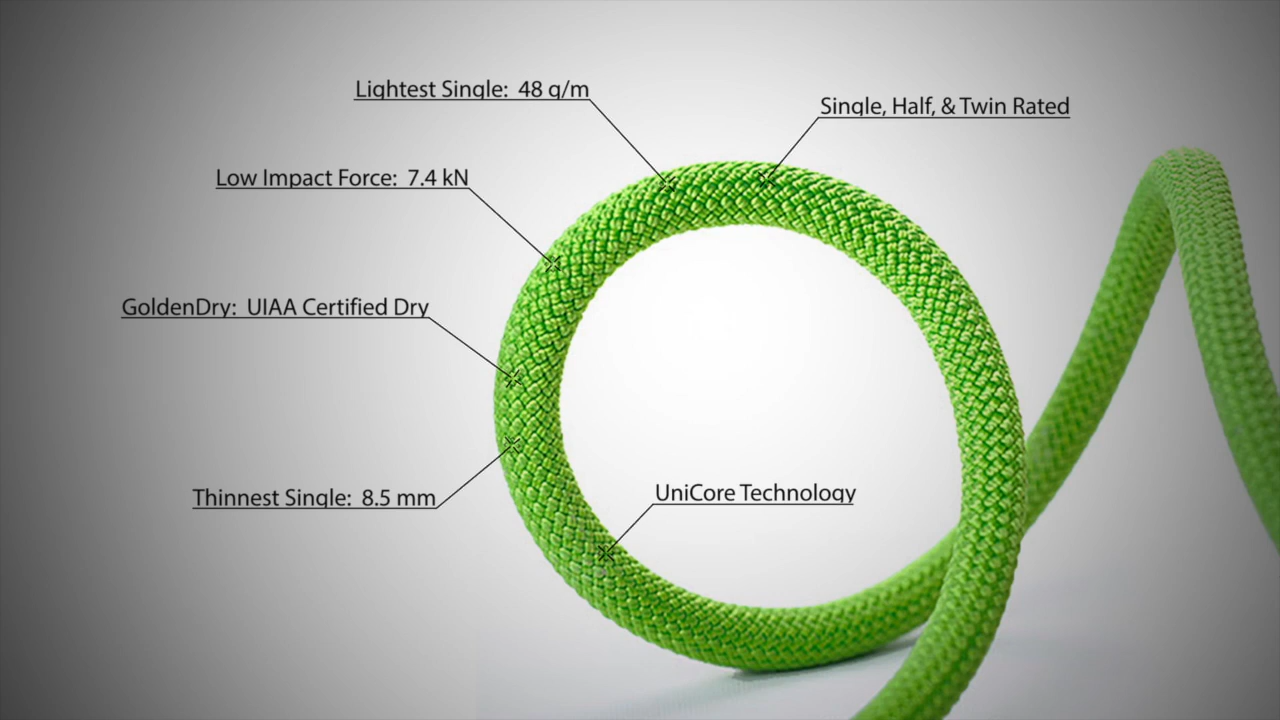 Lightest Single: 48 g/m
Single, Half, & Twin Rated
Low Impact Force: 7.4 kN
GoldenDry: UIAA Certified Dry
Thinnest Single: 8.5 mm
UniCore Technology